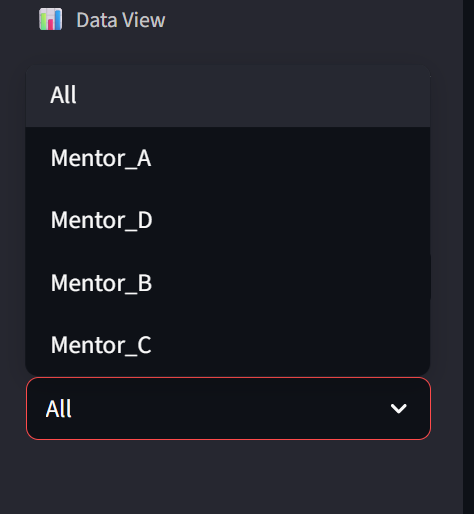 Data View
All
Mentor_A
Mentor_D
Mentor_B
Mentor_C
All